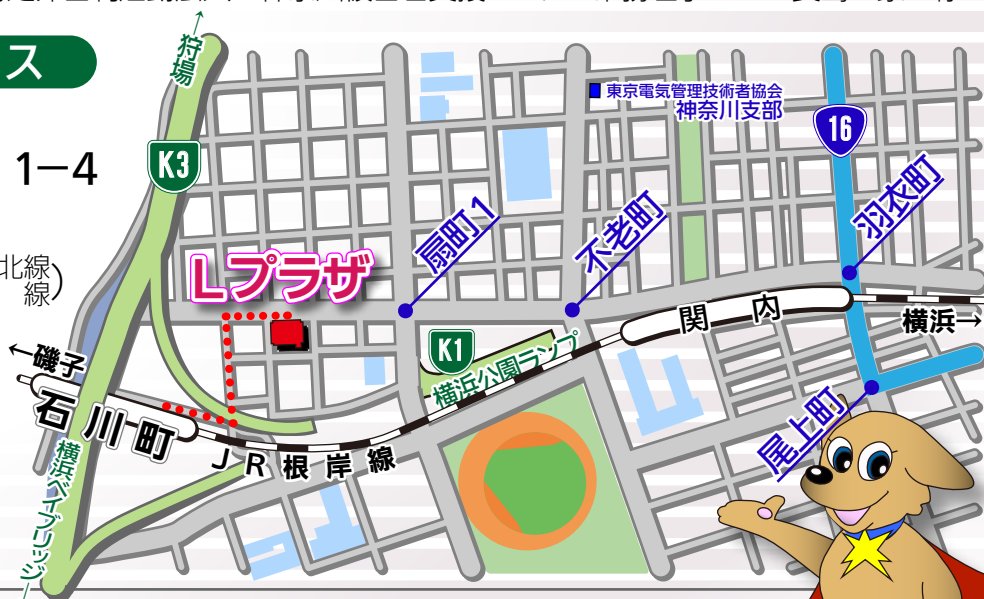 ス
1−4
北線
線)
←狩場
K3
東京電気管理技術者協会
神奈川支部
16
Lプラザ
扇町1
不老町
羽衣町
←磯子
石川町
JR根岸線
K1
横浜公園ランプ
関内
横浜→
尾上町
横浜ベイブリッジ→